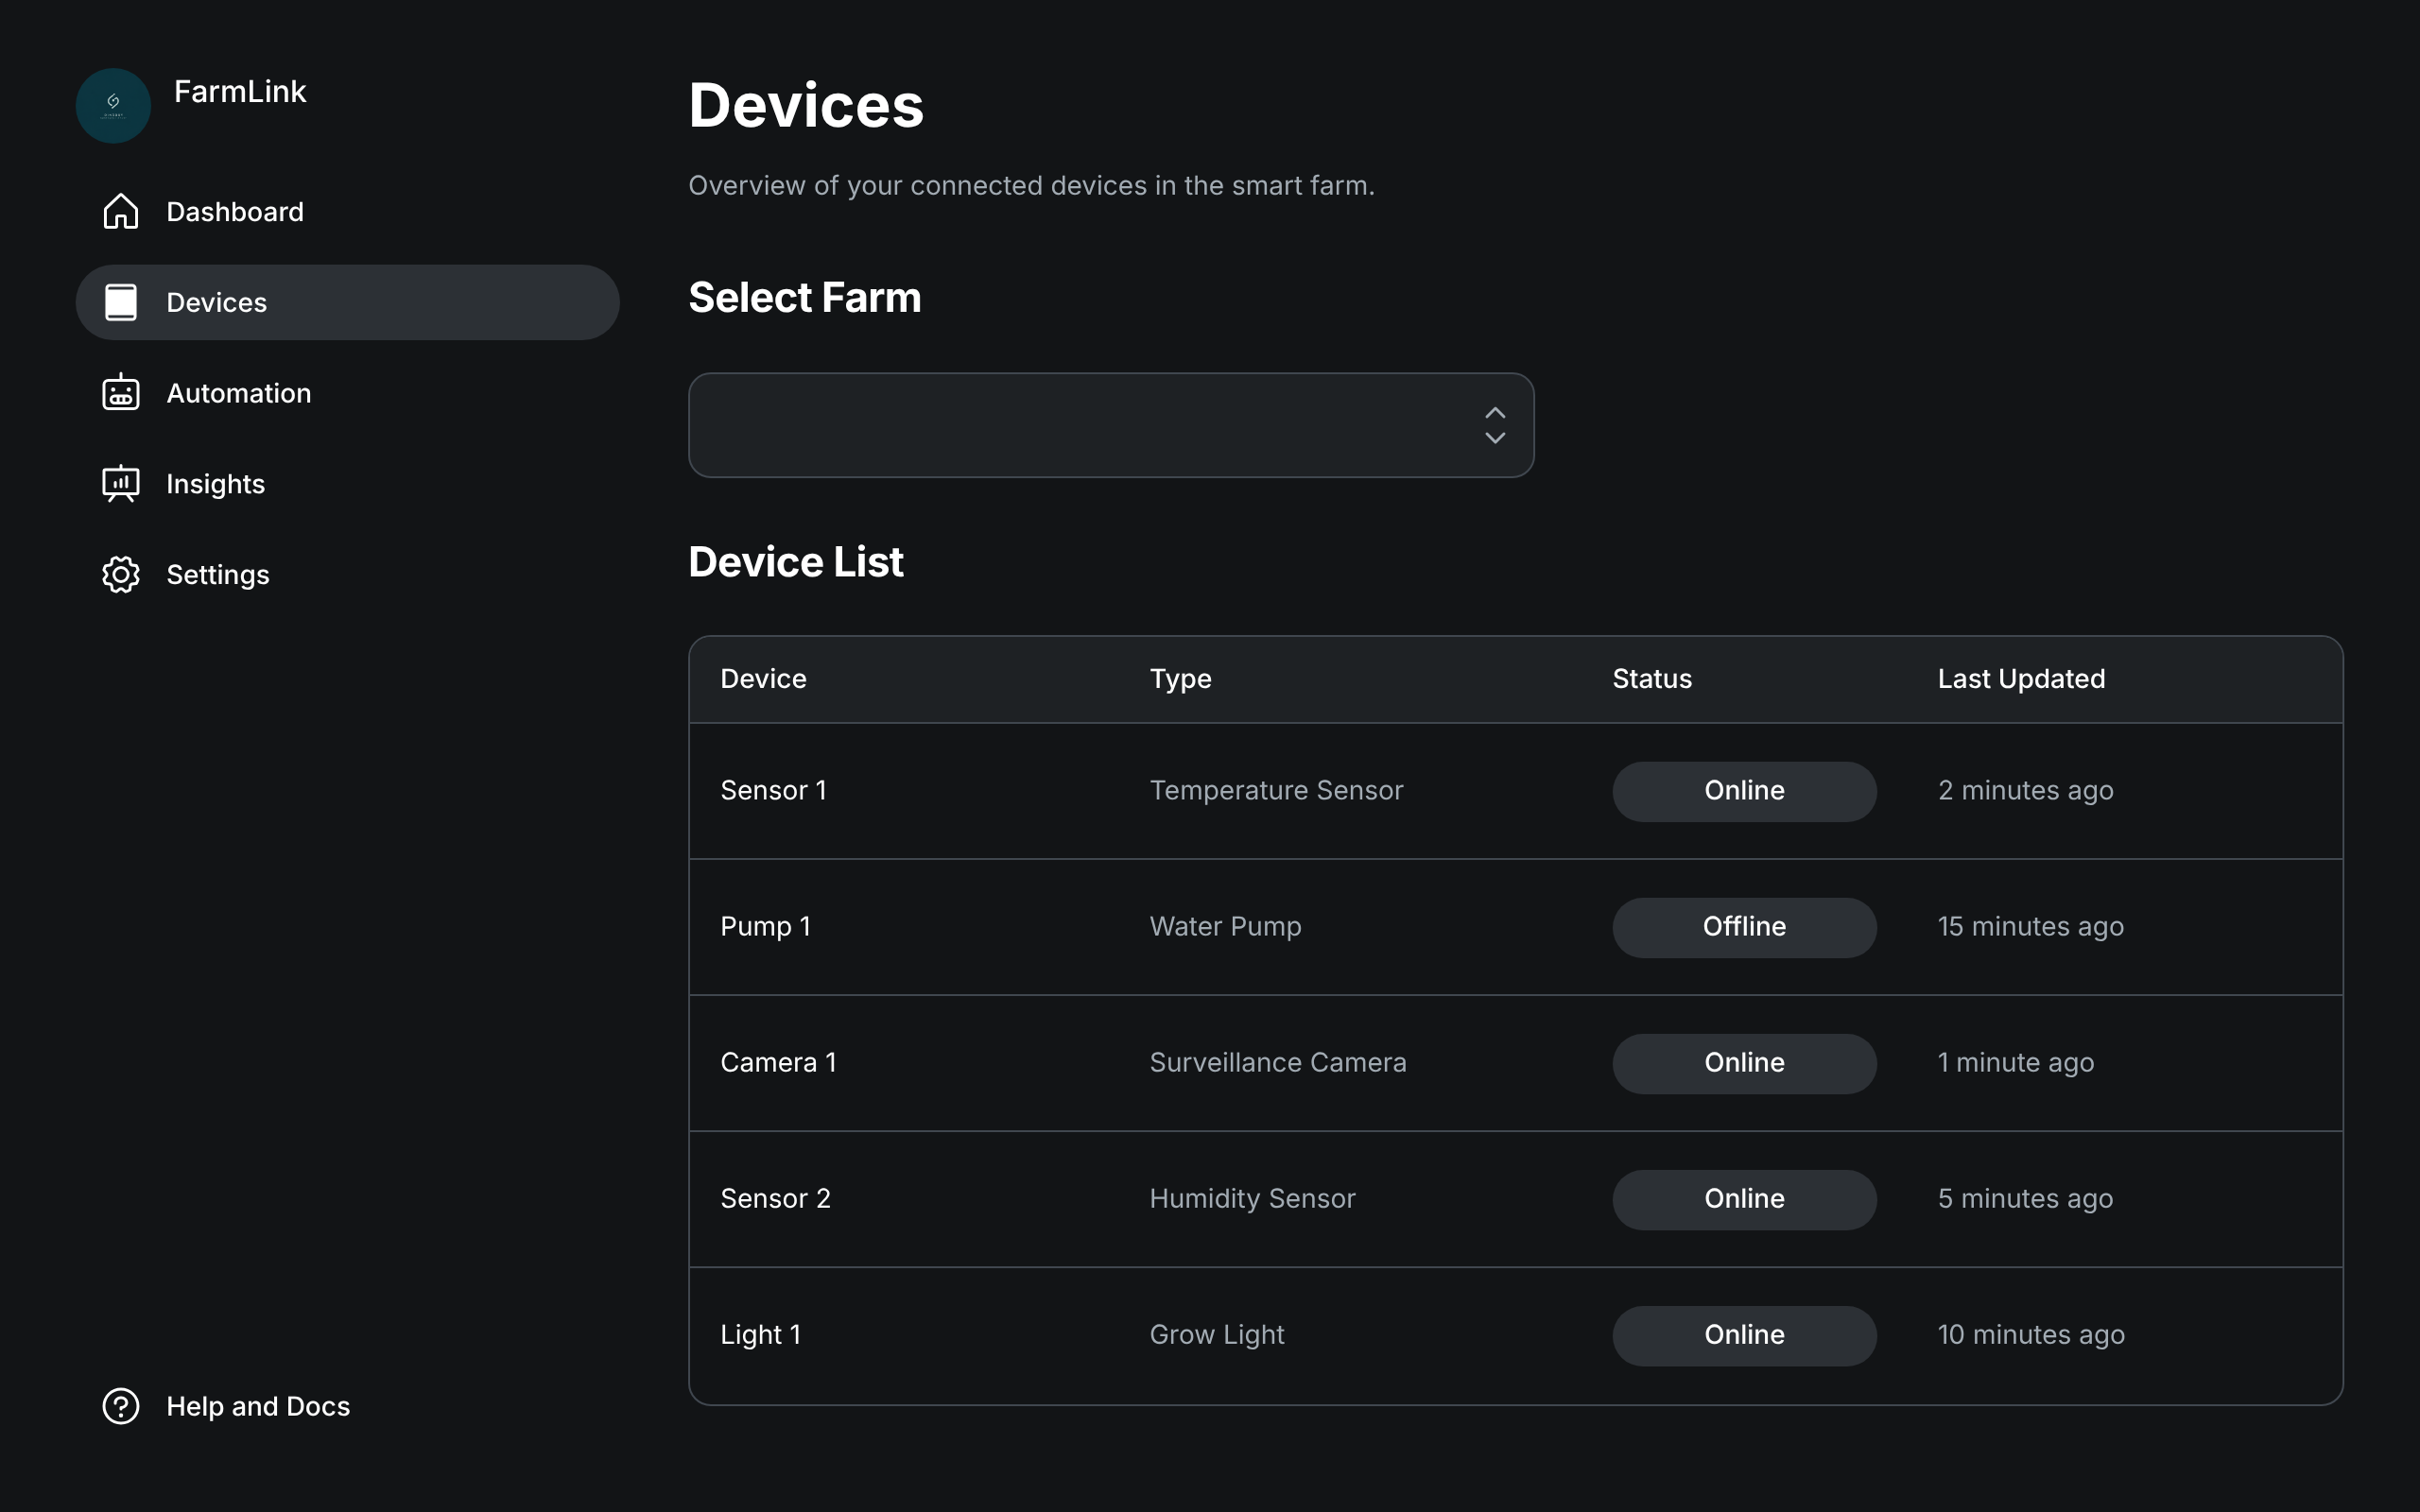 FarmLink
Dashboard
Devices
Automation
Insights
Settings
Help and Docs
Devices
Overview of your connected devices in the smart farm.
Select Farm
Device List
Device Type Status Last Updated
Sensor 1 Temperature Sensor Online 2 minutes ago
Pump 1 Water Pump Offline 15 minutes ago
Camera 1 Surveillance Camera Online 1 minute ago
Sensor 2 Humidity Sensor Online 5 minutes ago
Light 1 Grow Light Online 10 minutes ago